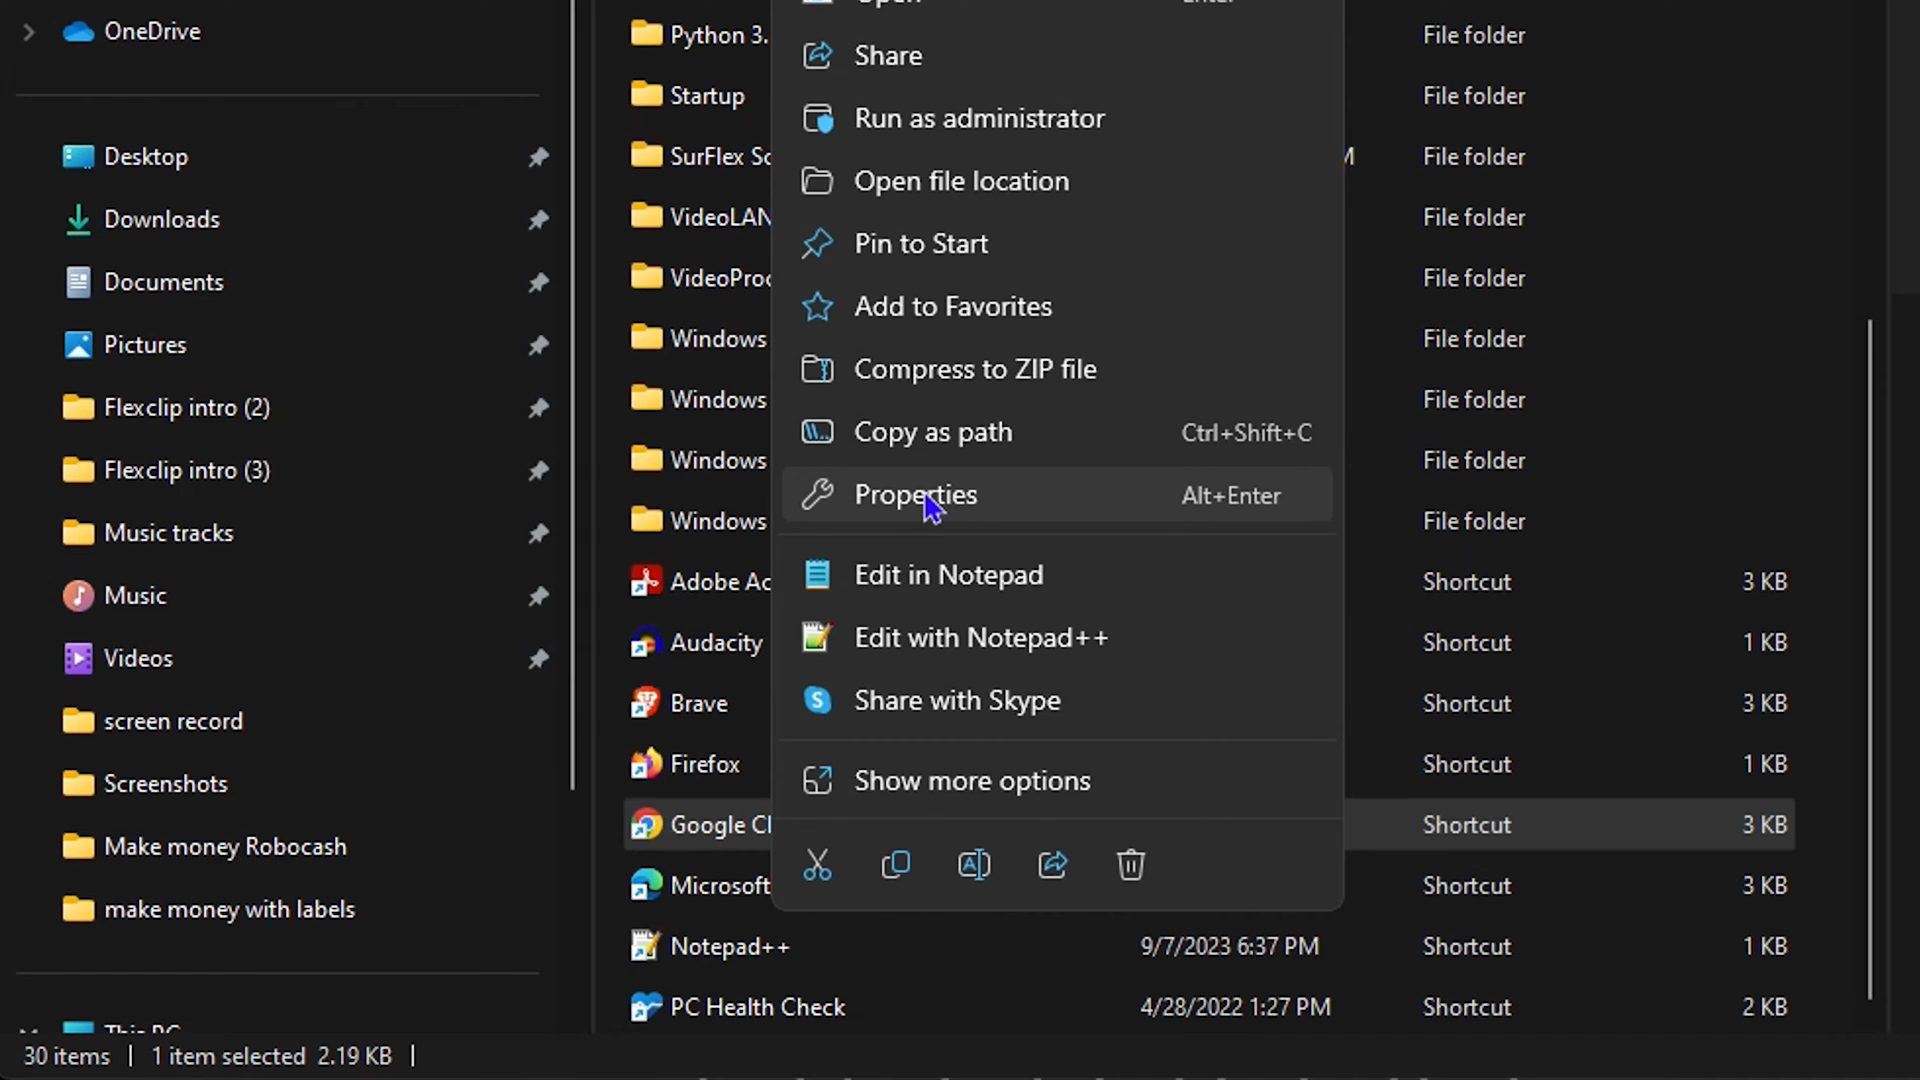 OneDrive
Desktop
Downloads
Documents
Pictures
Flexclip intro (2)
Flexclip intro (3)
Music tracks
Music
Videos
screen record
Screenshots
Make money Robocash
make money with labels
This PC
Python 3.
Startup
SurFlex Sc
VideoLAN
VideoProc
Windows
Windows
Windows
Windows
Adobe Ac
Audacity
Brave
Firefox
Google Cl
Microsoft
Notepad++ 9/7/2023 6:37 PM Shortcut 1 KB
PC Health Check 4/28/2022 1:27 PM Shortcut 2 KB
Open Enter
Share
Run as administrator
Open file location
Pin to Start
Add to Favorites
Compress to ZIP file
Copy as path Ctrl+Shift+C
Properties Alt+Enter
Edit in Notepad
Edit with Notepad++
Share with Skype
Show more options
File folder
File folder
M File folder
File folder
File folder
File folder
File folder
File folder
File folder
Shortcut 3 KB
Shortcut 1 KB
Shortcut 3 KB
Shortcut 1 KB
Shortcut 3 KB
Shortcut 3 KB
30 items | 1 item selected 2.19 KB |